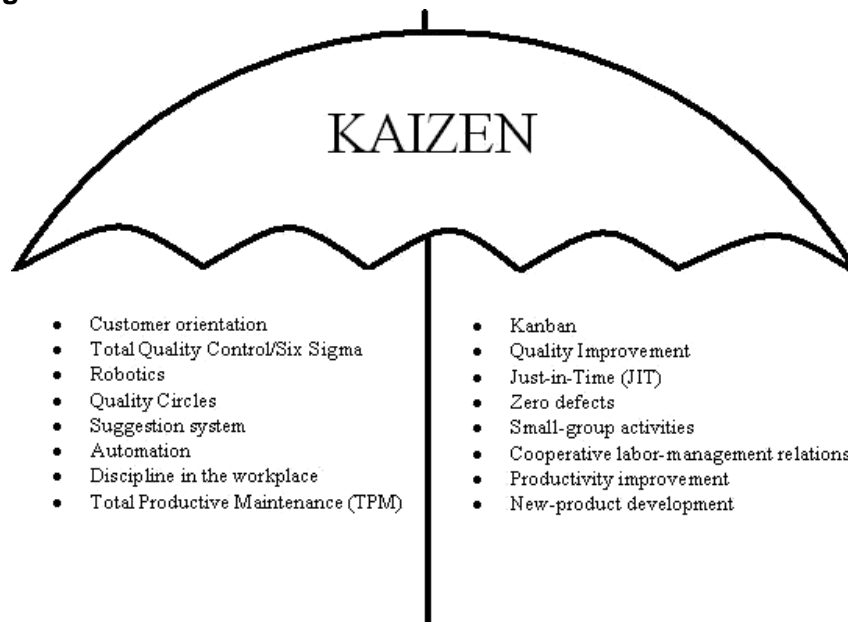 KAIZEN
Customer orientation
Total Quality Control/Six Sigma
Robotics
Quality Circles
Suggestion system
Automation
Discipline in the workplace
Total Productive Maintenance (TPM)
Kanban
Quality Improvement
Just-in-Time (JIT)
Zero defects
Small-group activities
Cooperative labor-management relations
Productivity improvement
New-product development